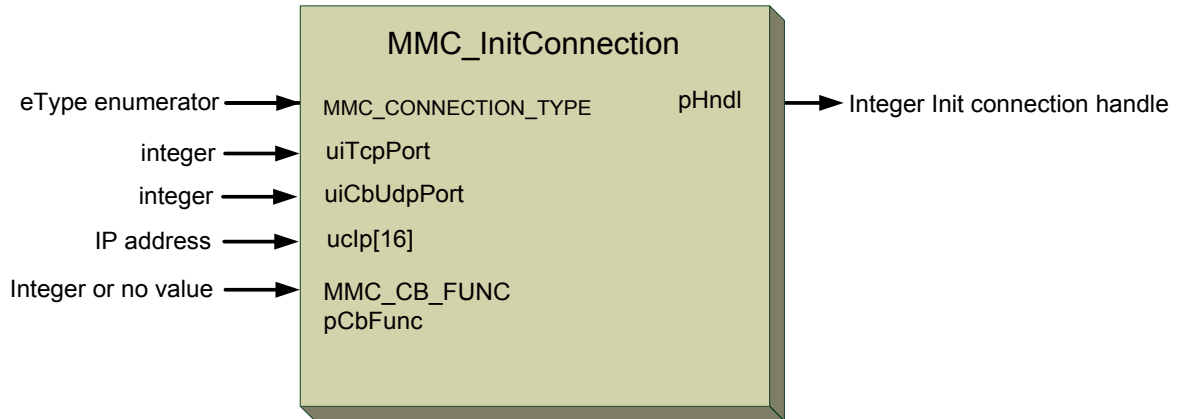 MMC_InitConnection
eType enumerator
MMC_CONNECTION_TYPE
pHndl
Integer Init connection handle
integer
uiTcpPort
integer
uiCbUdpPort
IP address
ucIp[16]
Integer or no value
MMC_CB_FUNC
pCbFunc